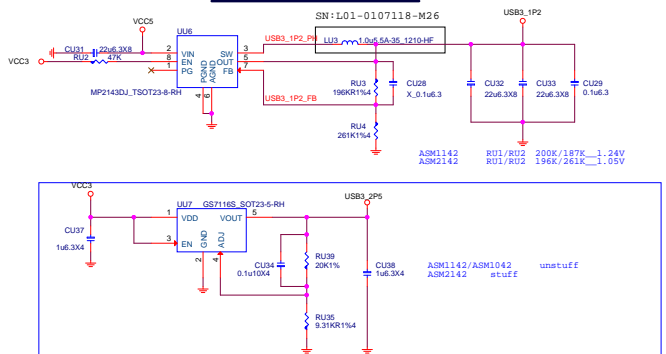 SN:L01-0107118-M26
USB3_1P2
VCC5
UU6
CU31
22u6.3X8
VCC3
RU2
47K
2
VIN
SW
3
USB3_1P2_PH
LU3
1.0u5.5A-35_1210-HF
8
EN
OUT
5
1
PG
FB
7
PGND
AGND
4
6
MP2143DJ_TSOT23-8-RH
USB3_1P2_FB
RU3
196KR1%4
CU28
X_0.1u6.3
CU32
22u6.3X8
CU33
22u6.3X8
CU29
0.1u6.3
RU4
261K1%4
ASM1142 RU1/RU2 200K/187K__1.24V
ASM2142 RU1/RU2 196K/261K__1.05V
VCC3
UU7
GS7116S_SOT23-5-RH
USB3_2P5
1
VDD
VOUT
5
CU37
1u6.3X4
3
EN
GND
ADJ
2
4
CU34
0.1u10X4
RU39
20K1%
CU38
1u6.3X4
ASM1142/ASM1042 unstuff
ASM2142 stuff
RU35
9.31KR1%4